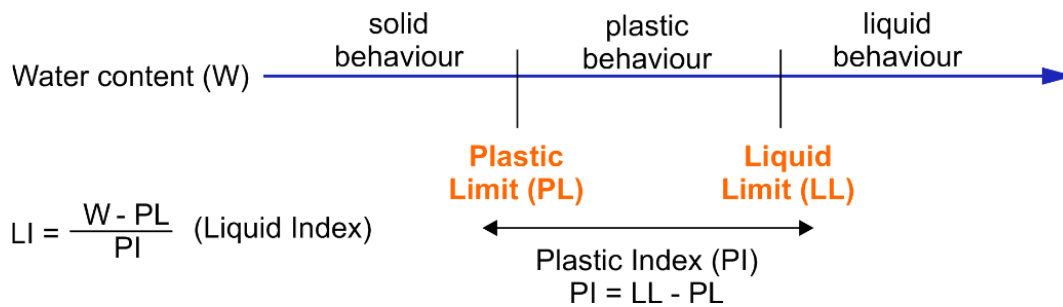 solid
behaviour
plastic
behaviour
liquid
behaviour
Water content (W)
Plastic
Limit (PL)
Liquid
Limit (LL)
LI = W - PL / PI (Liquid Index)
Plastic Index (PI)
PI = LL - PL